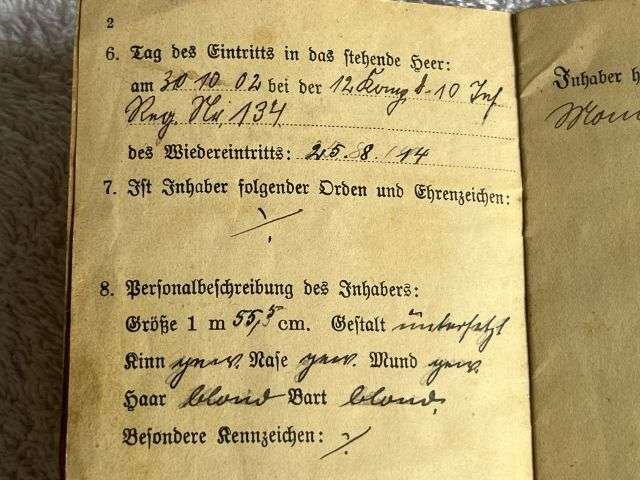 2
6. Tag des Eintritts in das stehende Heer:
am 30 10 02 bei der 12 Komp. d. 10 Inf
Reg. Nr. 134
des Wiedereintritts: 25. 8. 14
7. Ist Inhaber folgender Orden und Ehrenzeichen:
./.
8. Personalbeschreibung des Inhabers:
Größe 1 m 55,5 cm. Gestalt untersetzt
Kinn gew. Nase gew. Mund gew.
Haar blond Bart blond.
Besondere Kennzeichen: ./.
Inhaber h